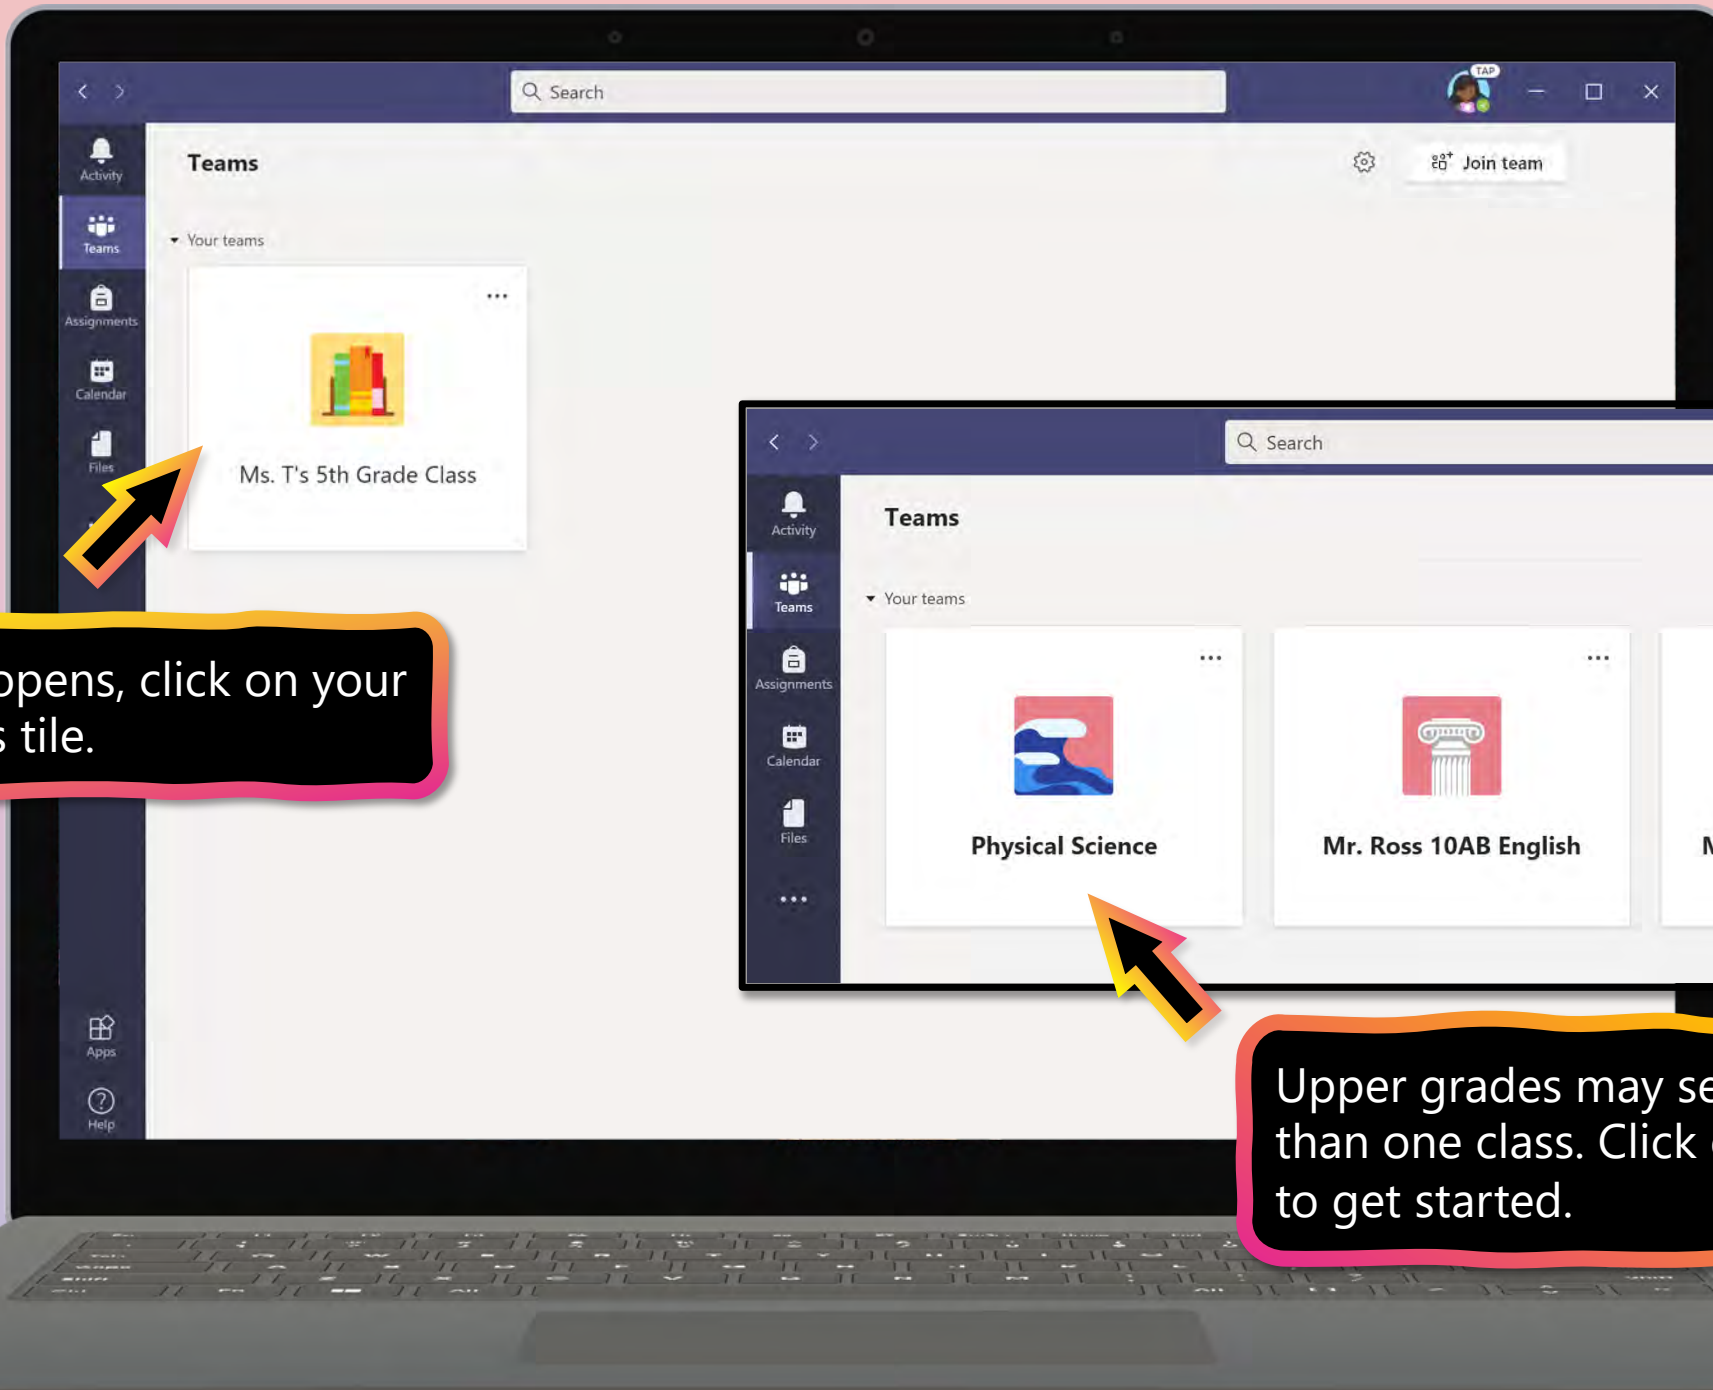 Search
TAP
Activity
Teams
Join team
Teams
Your teams
Assignments
Calendar
Files
Ms. T's 5th Grade Class
opens, click on your
s tile.
Apps
Help
Search
Activity
Teams
Teams
Your teams
Assignments
Calendar
Files
Physical Science
Mr. Ross 10AB English
M
Upper grades may se
than one class. Click
to get started.